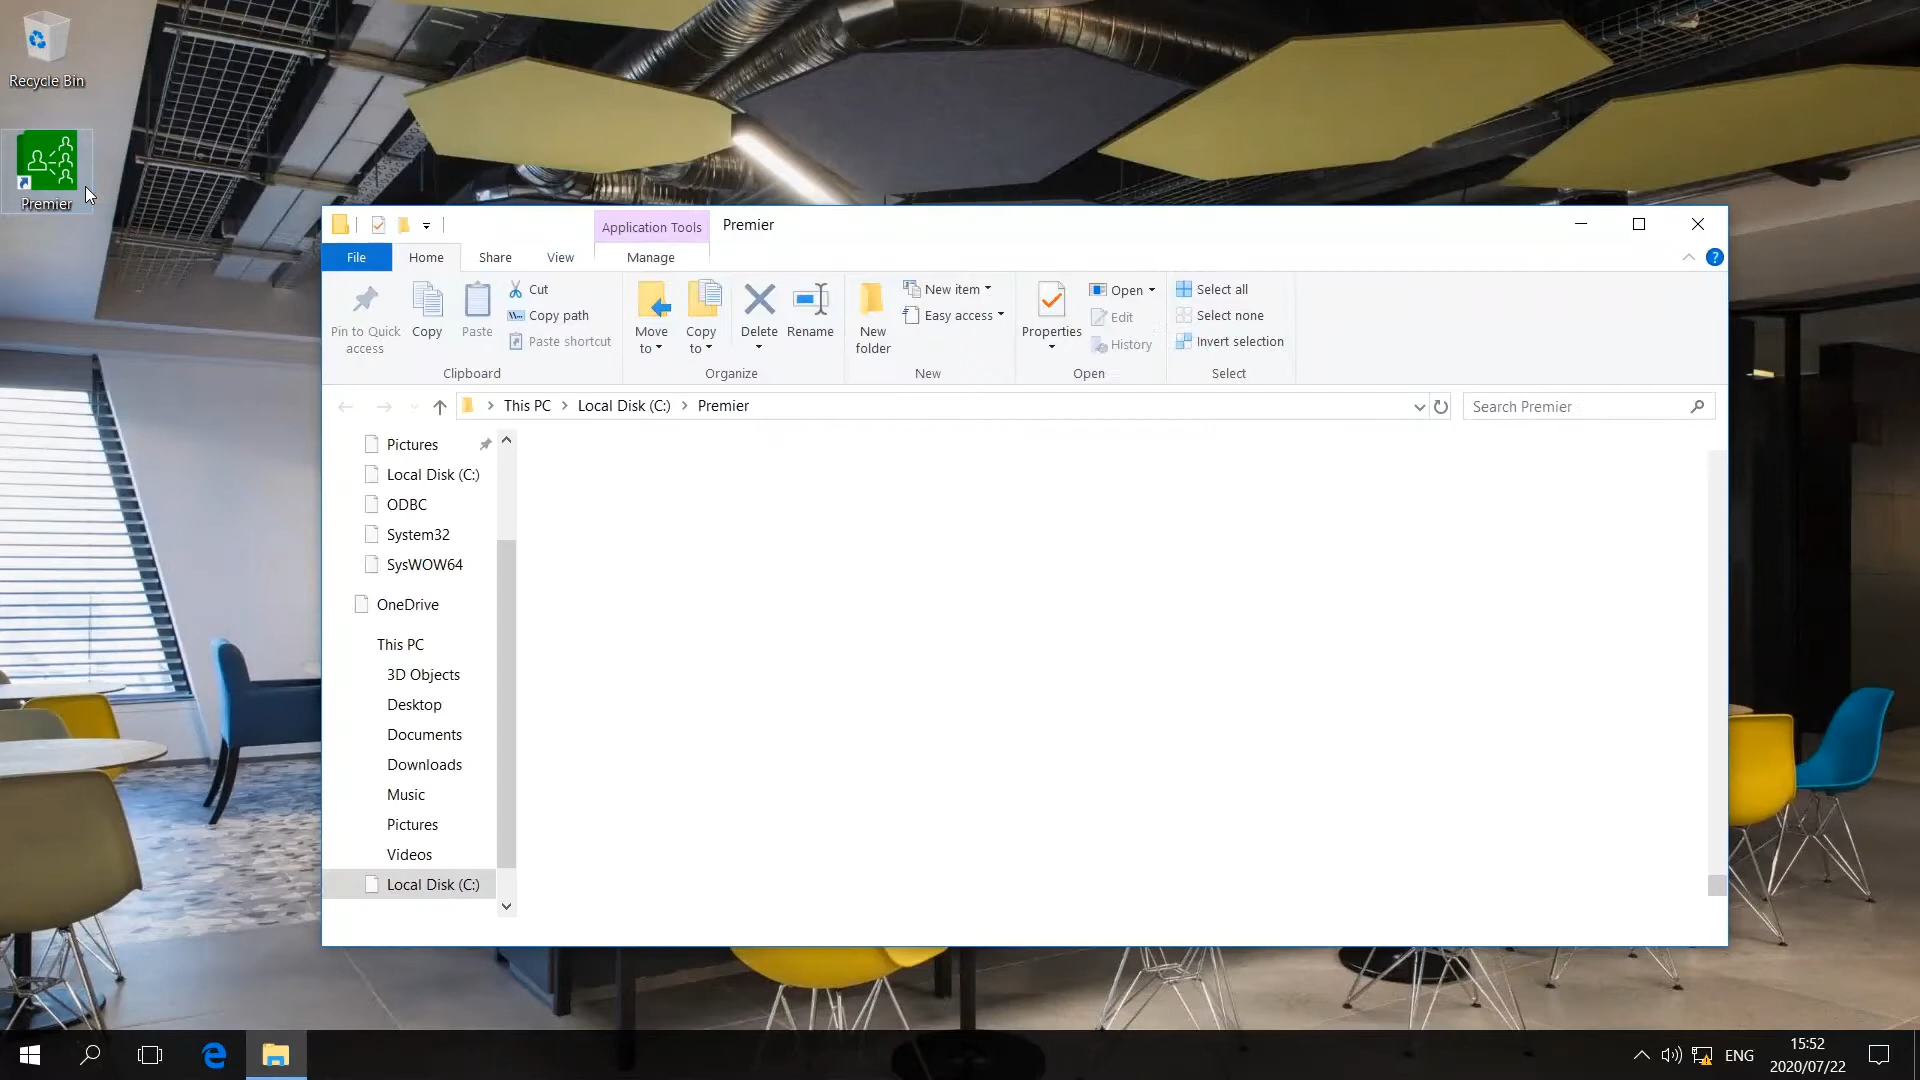 Recycle Bin
Premier
Application Tools
Premier
File
Home
Share
View
Manage
Pin to Quick access
Copy
Paste
Cut
Copy path
Paste shortcut
Clipboard
Move to
Copy to
Delete
Rename
Organize
New folder
New item
Easy access
New
Properties
Open
Edit
History
Open
Select all
Select none
Invert selection
Select
This PC > Local Disk (C:) > Premier
Search Premier
Pictures
Local Disk (C:)
ODBC
System32
SysWOW64
OneDrive
This PC
3D Objects
Desktop
Documents
Downloads
Music
Pictures
Videos
Local Disk (C:)
ENG
15:52
2020/07/22